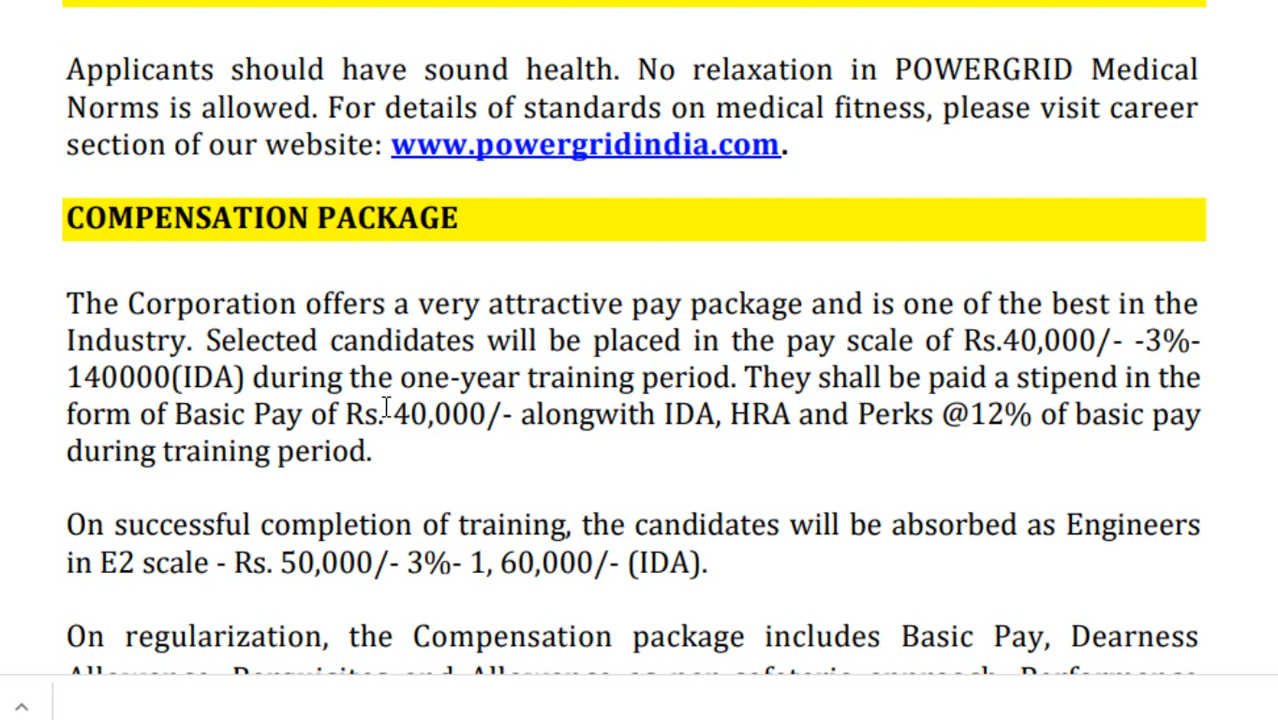 Applicants should have sound health. No relaxation in POWERGRID Medical
Norms is allowed. For details of standards on medical fitness, please visit career
section of our website: www.powergridindia.com.
COMPENSATION PACKAGE
The Corporation offers a very attractive pay package and is one of the best in the
Industry. Selected candidates will be placed in the pay scale of Rs.40,000/- -3%-
140000(IDA) during the one-year training period. They shall be paid a stipend in the
form of Basic Pay of Rs. 40,000/- alongwith IDA, HRA and Perks @12% of basic pay
during training period.
On successful completion of training, the candidates will be absorbed as Engineers
in E2 scale - Rs. 50,000/- 3%- 1, 60,000/- (IDA).
On regularization, the Compensation package includes Basic Pay, Dearness